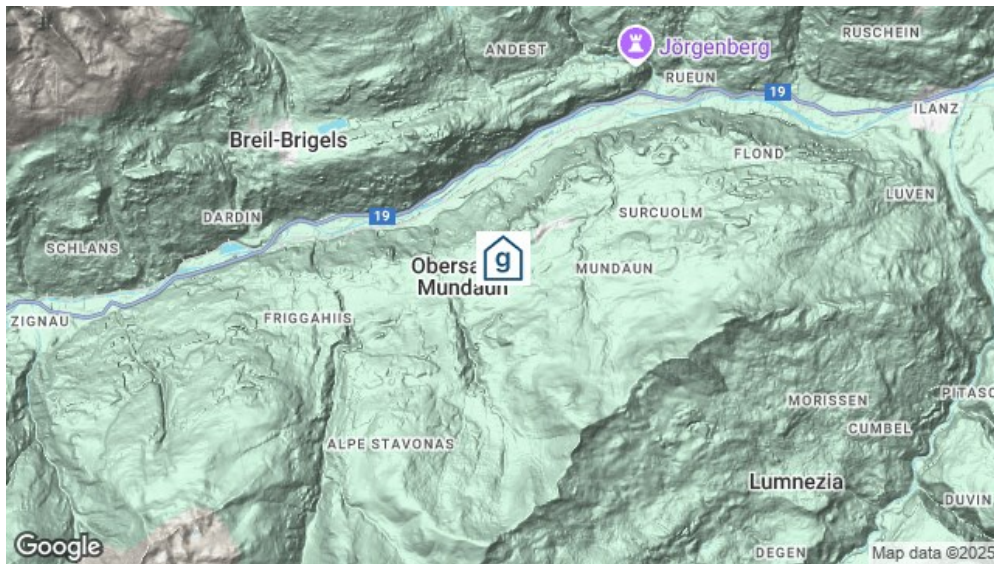 RUSCHEIN
ANDEST
Jörgenberg
RUEUN
19
ILANZ
Breil-Brigels
FLOND
LUVEN
DARDIN
19
SURCUOLM
SCHLANS
g
Obersa
MUNDAUN
Mundaun
ZIGNAU
FRIGGAHIIS
PITASC
MORISSEN
CUMBEL
ALPE STAVONAS
Lumnezia
DUVIN
Google
DEGEN
Map data ©2025